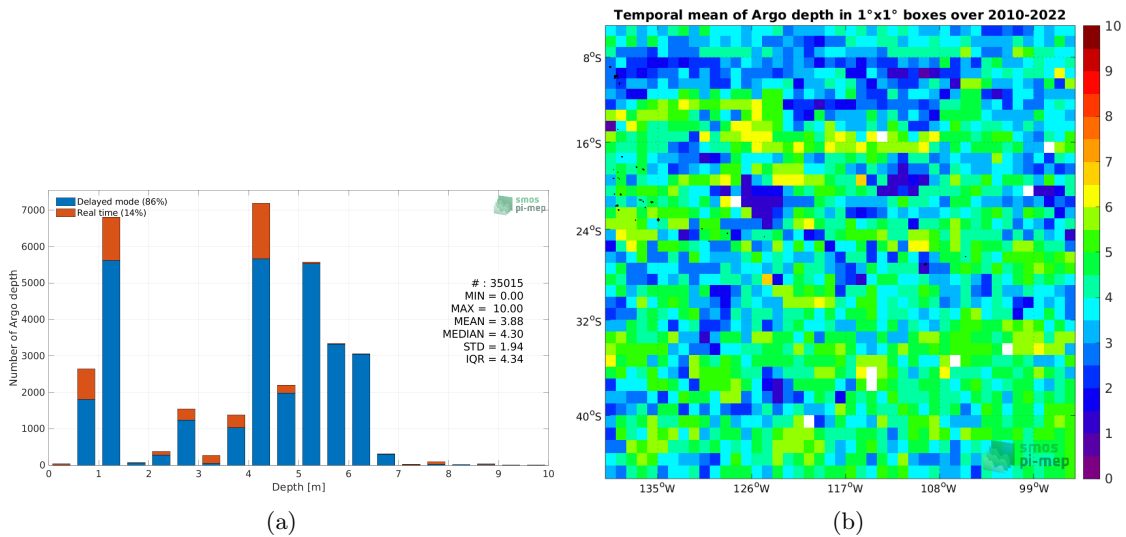 Delayed mode (86%)
Real time (14%)
smos
pi-mep
# : 35015
MIN = 0.00
MAX = 10.00
MEAN = 3.88
MEDIAN = 4.30
STD = 1.94
IQR = 4.34
Number of Argo depth
7000
6000
5000
4000
3000
2000
1000
0
0 1 2 3 4 5 6 7 8 9 10
Depth [m]
(a)
Temporal mean of Argo depth in 1°x1° boxes over 2010-2022
8°S
16°S
24°S
32°S
40°S
135°W 126°W 117°W 108°W 99°W
smos
pi-mep
10
9
8
7
6
5
4
3
2
1
0
(b)